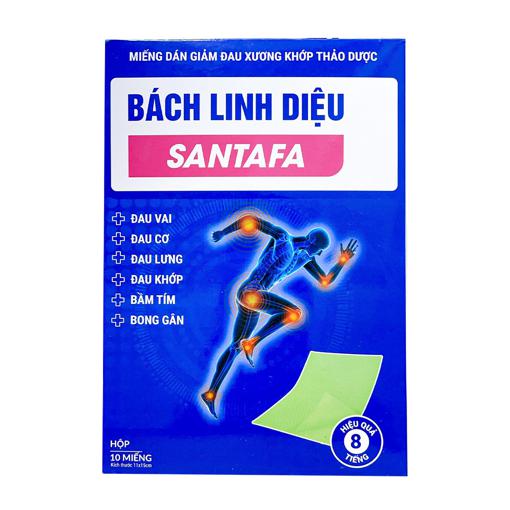 MIẾNG DÁN GIẢM ĐAU XƯƠNG KHỚP THẢO DƯỢC
BÁCH LINH DIỆU
SANTAFA
ĐAU VAI
ĐAU CƠ
ĐAU LƯNG
ĐAU KHỚP
BẦM TÍM
BONG GÂN
HIỆU QUẢ
8
TIẾNG
HỘP
10 MIẾNG
Kích thước 11x15cm